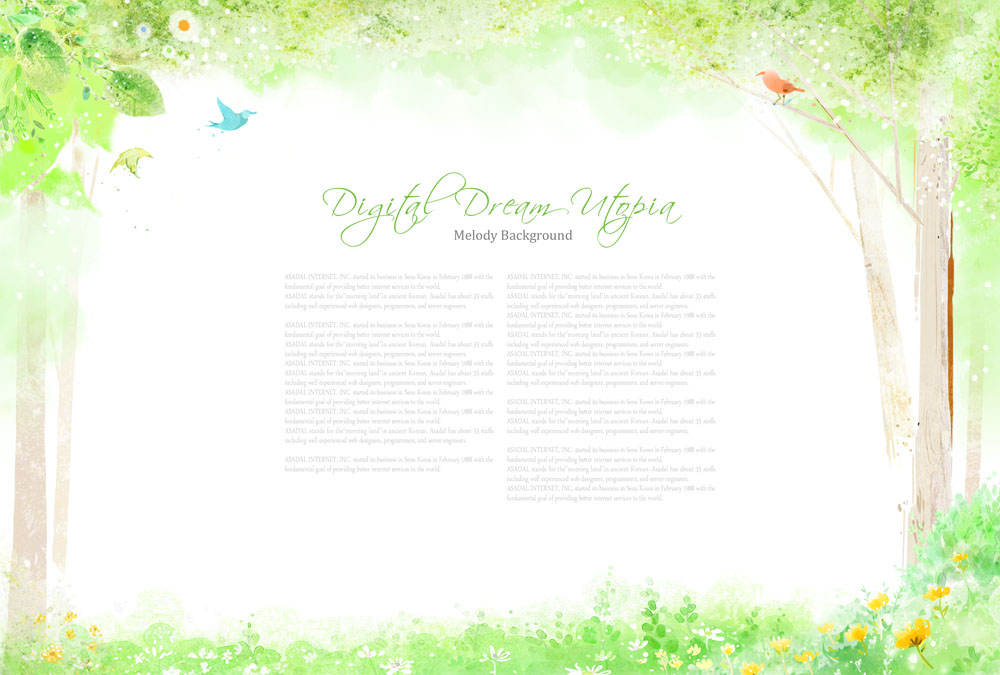 Digital Dream Utopia
Melody Background
ASADAL INTERNET, INC. started its business in Seou Korea in February 1988 with the
fundamental goal of providing better internet services to the world.
ASADAL stands for the "morning land" in ancient Korean. Asadal has about 35 staffs
including well experienced web designers, programmers, and server engineers.
ASADAL INTERNET, INC. started its business in Seou Korea in February 1988 with the
fundamental goal of providing better internet services to the world.
ASADAL stands for the "morning land" in ancient Korean. Asadal has about 35 staffs
including well experienced web designers, programmers, and server engineers.
ASADAL INTERNET, INC. started its business in Seou Korea in February 1988 with the
ASADAL stands for the "morning land" in ancient Korean. Asadal has about 35 staffs
including well experienced web designers, programmers, and server engineers.
ASADAL INTERNET, INC. started its business in Seou Korea in February 1988 with the
fundamental goal of providing better internet services to the world.
ASADAL INTERNET, INC. started its business in Seou Korea in February 1988 with the
fundamental goal of providing better internet services to the world.
ASADAL stands for the "morning land" in ancient Korean. Asadal has about 35 staffs
including well experienced web designers, programmers, and server engineers.
ASADAL INTERNET, INC. started its business in Seou Korea in February 1988 with the
fundamental goal of providing better internet services to the world.
ASADAL INTERNET, INC. started its business in Seou Korea in February 1988 with the
fundamental goal of providing better internet services to the world.
ASADAL stands for the "morning land" in ancient Korean. Asadal has about 35 staffs
including well experienced web designers, programmers, and server engineers.
ASADAL INTERNET, INC. started its business in Seou Korea in February 1988 with the
fundamental goal of providing better internet services to the world.
ASADAL stands for the "morning land" in ancient Korean. Asadal has about 35 staffs
including well experienced web designers, programmers, and server engineers.
ASADAL INTERNET, INC. started its business in Seou Korea in February 1988 with the
fundamental goal of providing better internet services to the world.
ASADAL stands for the "morning land" in ancient Korean. Asadal has about 35 staffs
including well experienced web designers, programmers, and server engineers.
ASADAL INTERNET, INC. started its business in Seou Korea in February 1988 with the
fundamental goal of providing better internet services to the world.
ASADAL stands for the "morning land" in ancient Korean. Asadal has about 35 staffs
including well experienced web designers, programmers, and server engineers.
ASADAL INTERNET, INC. started its business in Seou Korea in February 1988 with the
fundamental goal of providing better internet services to the world.
ASADAL stands for the "morning land" in ancient Korean. Asadal has about 35 staffs
including well experienced web designers, programmers, and server engineers.
ASADAL INTERNET, INC. started its business in Seou Korea in February 1988 with the
fundamental goal of providing better internet services to the world.